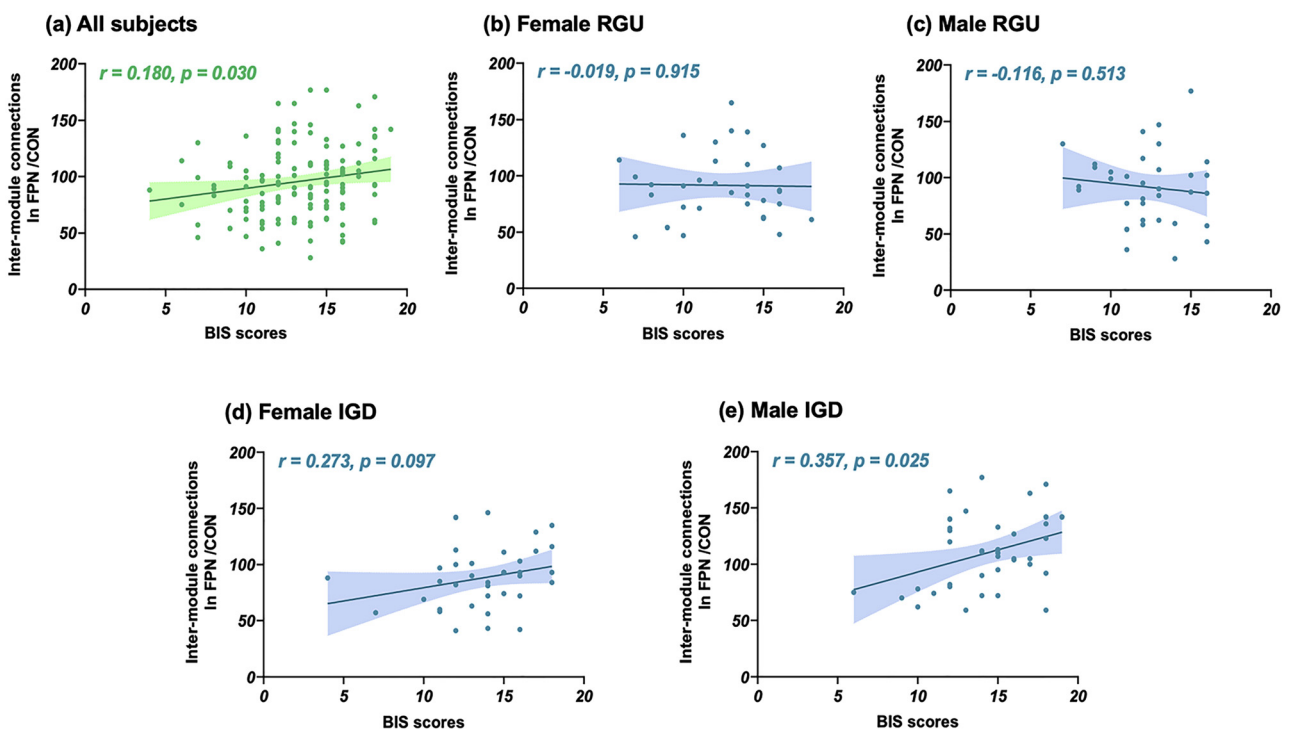 (a) All subjects
r = 0.180, p = 0.030
Inter-module connections
In FPN /CON
200
150
100
50
0
0 5 10 15 20
BIS scores
(b) Female RGU
r = -0.019, p = 0.915
Inter-module connections
In FPN /CON
200
150
100
50
0
0 5 10 15 20
BIS scores
(c) Male RGU
r = -0.116, p = 0.513
Inter-module connections
In FPN /CON
200
150
100
50
0
0 5 10 15 20
BIS scores
(d) Female IGD
r = 0.273, p = 0.097
Inter-module connections
In FPN /CON
200
150
100
50
0
0 5 10 15 20
BIS scores
(e) Male IGD
r = 0.357, p = 0.025
Inter-module connections
In FPN /CON
200
150
100
50
0
0 5 10 15 20
BIS scores